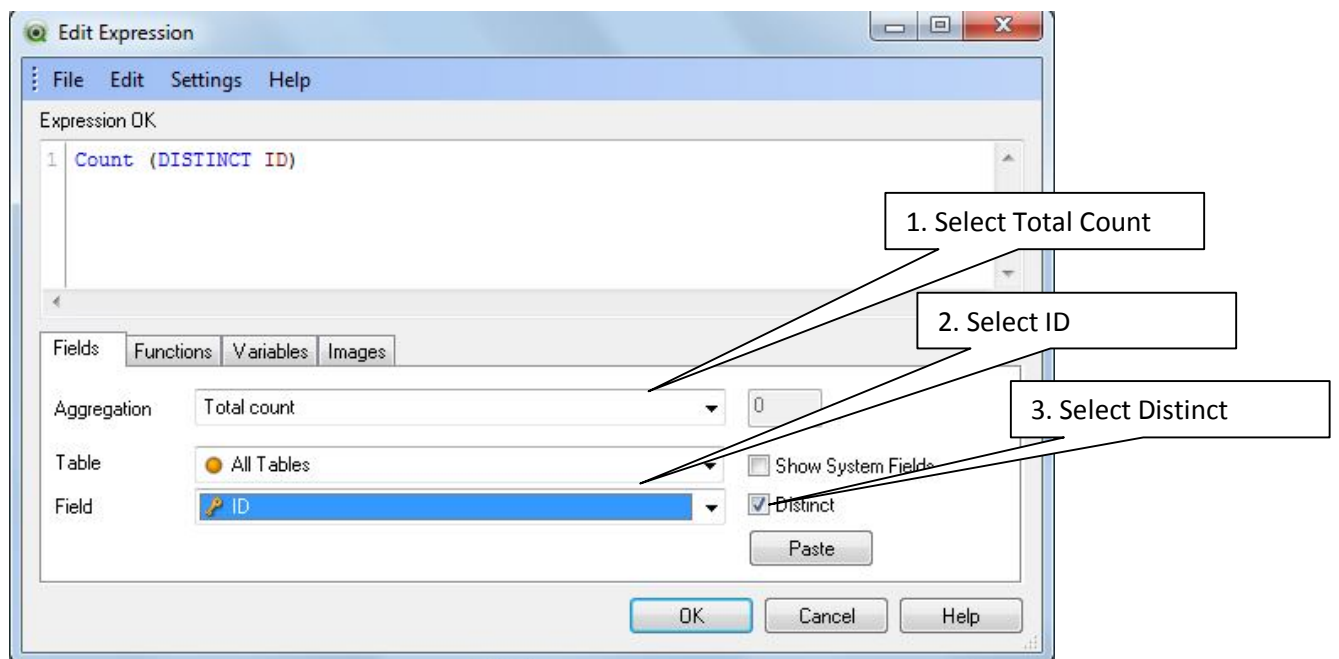 Edit Expression
File Edit Settings Help
Expression OK
1 Count (DISTINCT ID)
1. Select Total Count
2. Select ID
Fields Functions Variables Images
Aggregation Total count 0
3. Select Distinct
Table All Tables Show System Fields
Field ID Distinct
Paste
OK Cancel Help